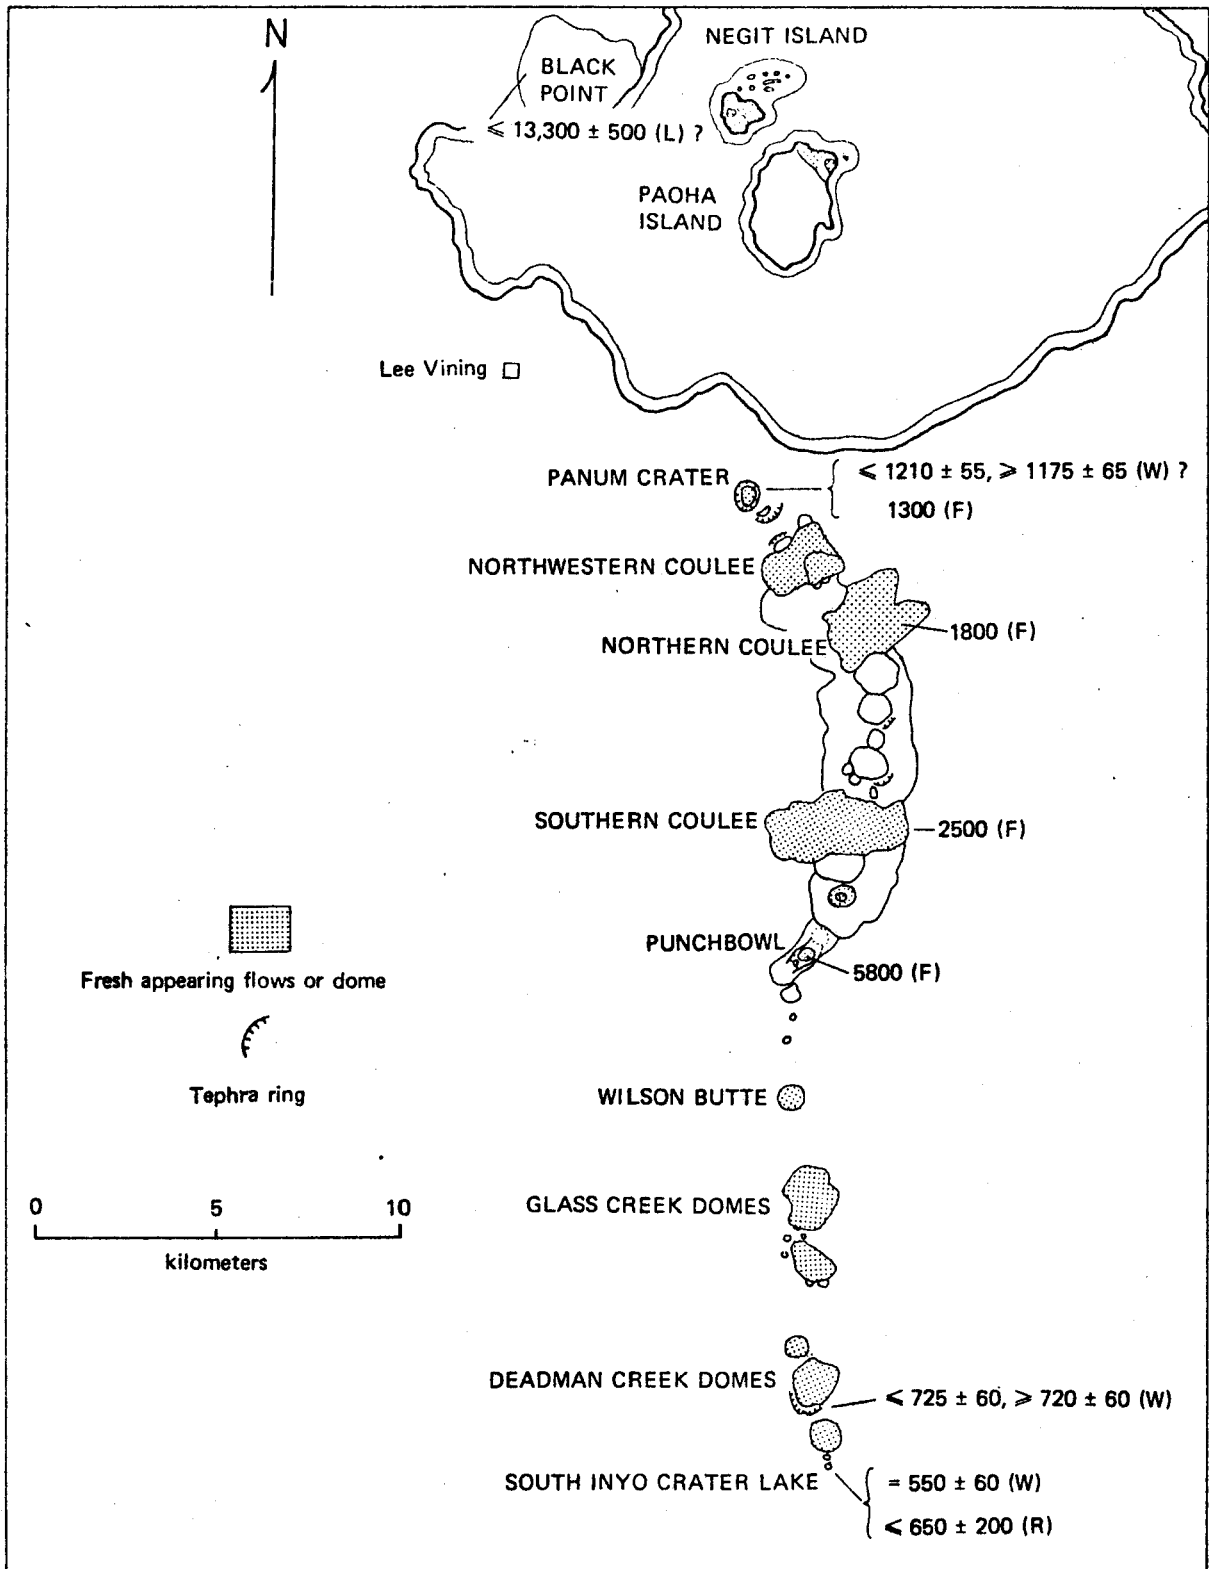 N
NEGIT ISLAND
BLACK
POINT
≤ 13,300 ± 500 (L) ?
PAOHA
ISLAND
Lee Vining
PANUM CRATER
≤ 1210 ± 55, ≥ 1175 ± 65 (W) ?
1300 (F)
NORTHWESTERN COULEE
1800 (F)
NORTHERN COULEE
SOUTHERN COULEE
2500 (F)
PUNCHBOWL
5800 (F)
Fresh appearing flows or dome
Tephra ring
WILSON BUTTE
GLASS CREEK DOMES
0 5 10
kilometers
DEADMAN CREEK DOMES
≤ 725 ± 60, ≥ 720 ± 60 (W)
SOUTH INYO CRATER LAKE
= 550 ± 60 (W)
≤ 650 ± 200 (R)